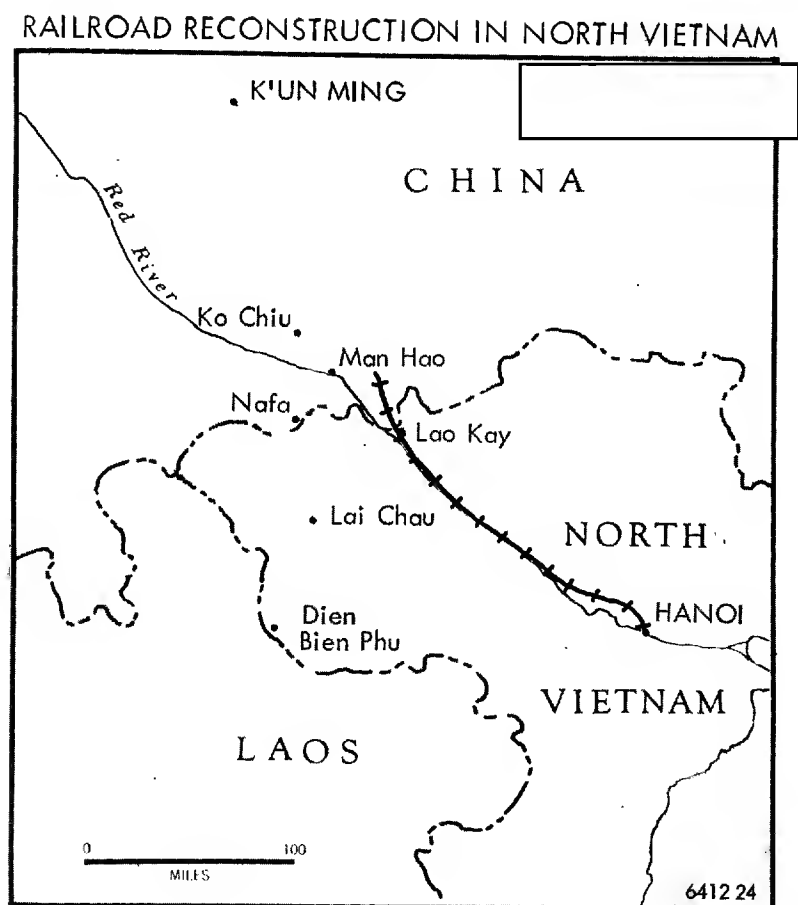 RAILROAD RECONSTRUCTION IN NORTH VIETNAM
K'UN MING
CHINA
Red River
Ko Chiu
Man Hao
Nafa
Lao Kay
Lai Chau
NORTH
HANOI
Dien
Bien Phu
VIETNAM
LAOS
0 100
MILES
6412 24